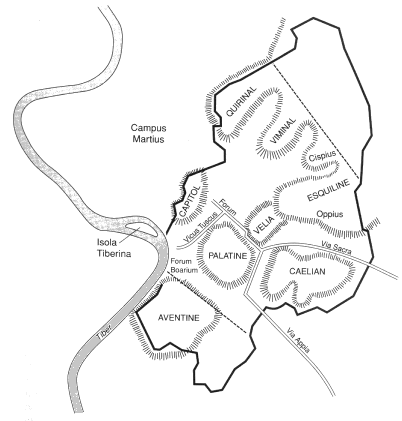 QUIRINAL
Campus
Martius
VIMINAL
Cispius
ESQUILINE
CAPITOL
Forum
Oppius
Vicus Tuscus
VELIA
Isola
Tiberina
Via Sacra
Forum
Boarium
PALATINE
CAELIAN
AVENTINE
Tiber
Via Appia